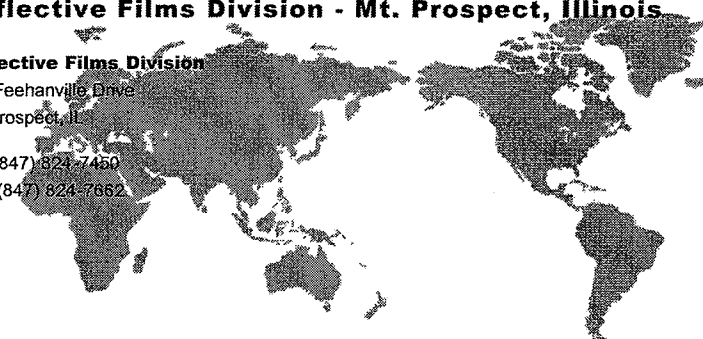 flective Films Division - Mt. Prospect, Illinois
ective Films Division
Feehanville Drive
rospect, IL
847) 824-7450
(847) 824-7662